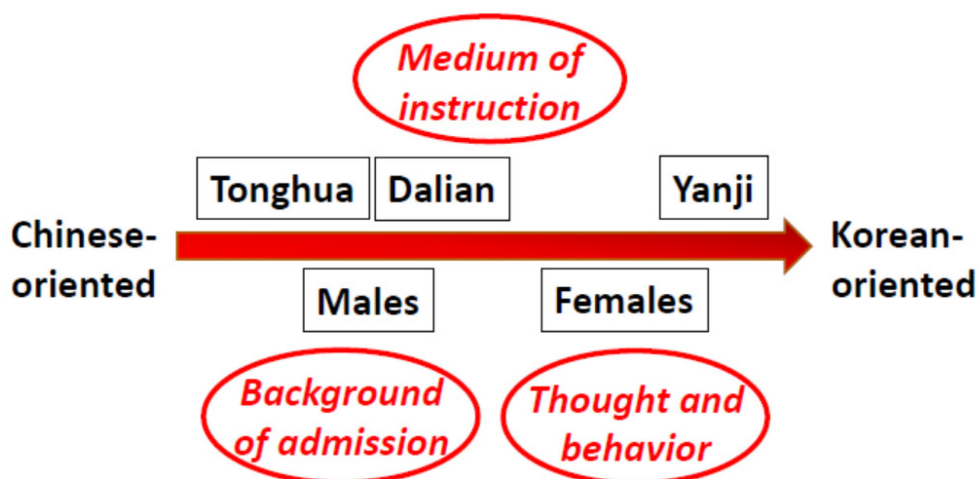 Medium of
instruction
Tonghua
Dalian
Yanji
Chinese-
oriented
Korean-
oriented
Males
Females
Background
of admission
Thought and
behavior